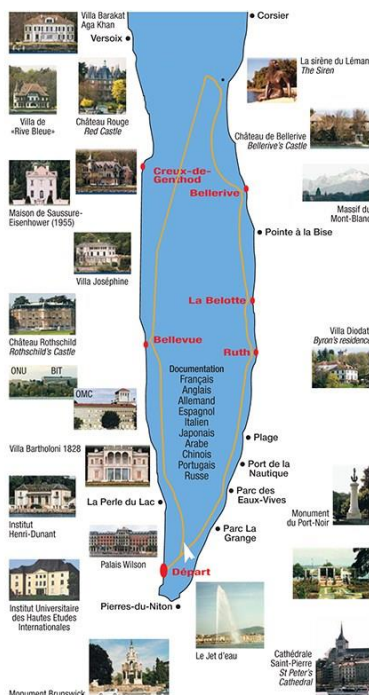 Villa Barakat
Aga Khan
Versoix
Corsier
La sirène du Léman
The Siren
Villa de
«Rive Bleue»
Château Rouge
Red Castle
Château de Bellerive
Bellerive's Castle
Creux-de-
Genthod
Bellerive
Maison de Saussure-
Eisenhower (1955)
Massif du
Mont-Blanc
Pointe à la Bise
Villa Joséphine
La Belotte
Château Rothschild
Rothschild's Castle
Bellevue
Ruth
Villa Diodati
Byron's residence
ONU
BIT
OMC
Documentation
Français
Anglais
Allemand
Espagnol
Italien
Japonais
Arabe
Chinois
Portugais
Russe
Plage
Villa Bartholoni 1828
Port de la
Nautique
Parc des
Eaux-Vives
La Perle du Lac
Institut
Henri-Dunant
Parc La
Grange
Monument
du Port-Noir
Palais Wilson
Départ
Institut Universitaire
des Hautes Etudes
Internationales
Pierres-du-Niton
Le Jet d'eau
Cathédrale
Saint-Pierre
St Peter's
Cathedral
Monument Brunswick